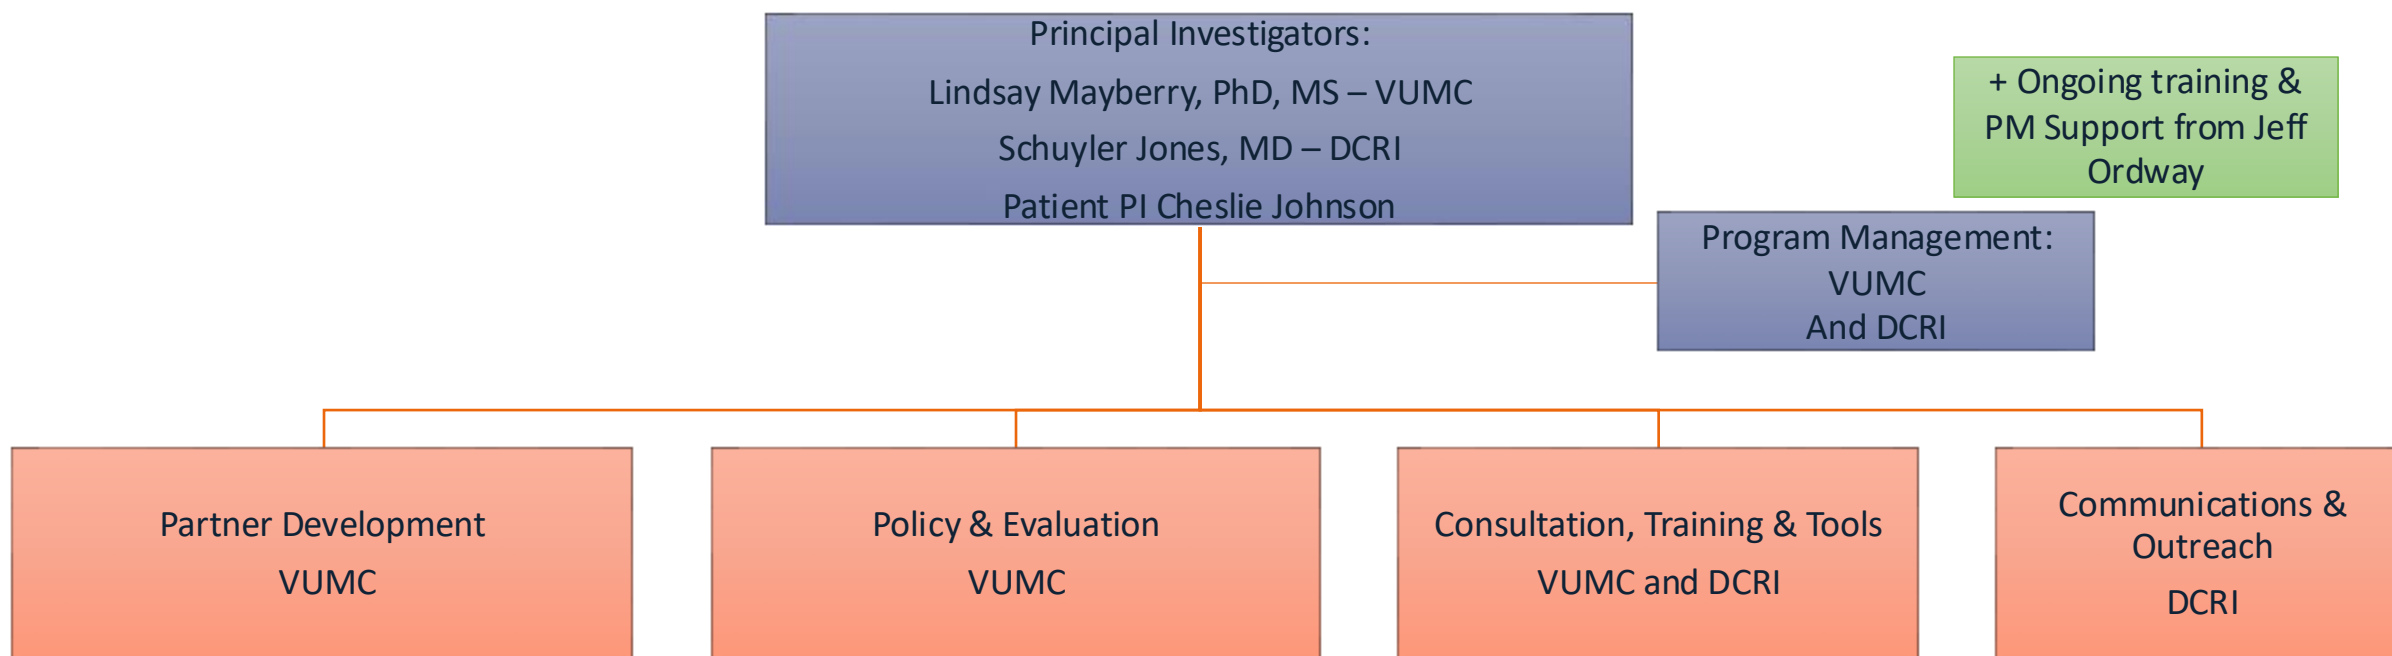 Principal Investigators:
Lindsay Mayberry, PhD, MS – VUMC
Schuyler Jones, MD – DCRI
Patient PI Cheslie Johnson
+ Ongoing training &
PM Support from Jeff
Ordway
Program Management:
VUMC
And DCRI
Partner Development
VUMC
Policy & Evaluation
VUMC
Consultation, Training & Tools
VUMC and DCRI
Communications &
Outreach
DCRI